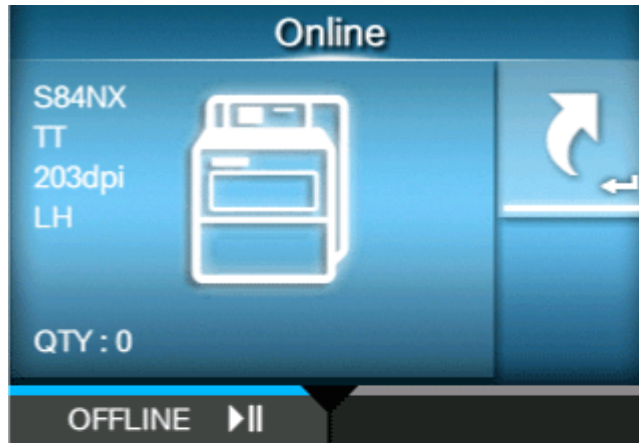 Online
S84NX
TT
203dpi
LH
QTY : 0
OFFLINE